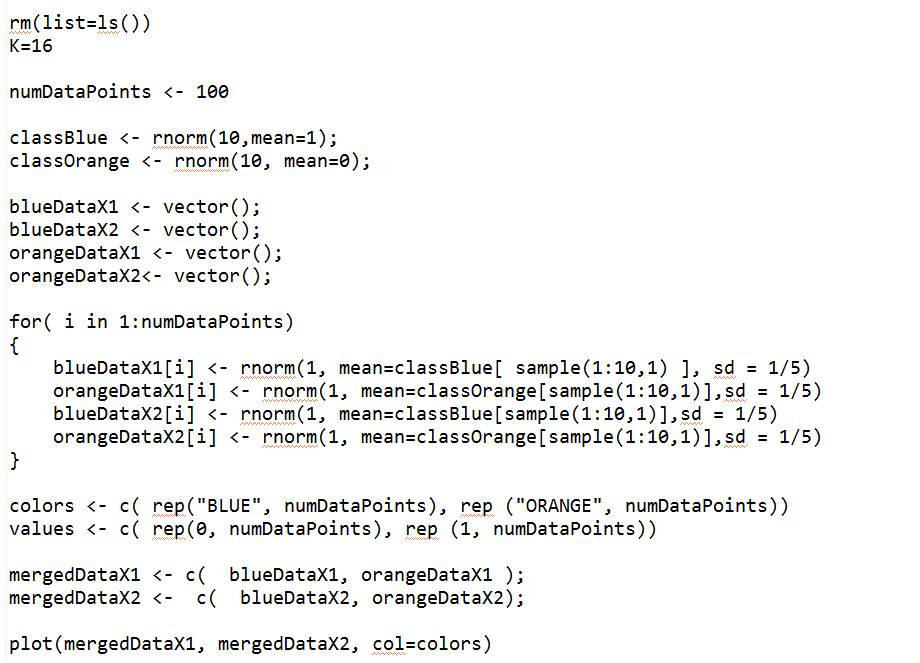 rm(list=ls())
K=16
numDataPoints <- 100
classBlue <- rnorm(10,mean=1);
classOrange <- rnorm(10, mean=0);
blueDataX1 <- vector();
blueDataX2 <- vector();
orangeDataX1 <- vector();
orangeDataX2<- vector();
for( i in 1:numDataPoints)
{
    blueDataX1[i] <- rnorm(1, mean=classBlue[ sample(1:10,1) ], sd = 1/5)
    orangeDataX1[i] <- rnorm(1, mean=classOrange[sample(1:10,1)],sd = 1/5)
    blueDataX2[i] <- rnorm(1, mean=classBlue[sample(1:10,1)],sd = 1/5)
    orangeDataX2[i] <- rnorm(1, mean=classOrange[sample(1:10,1)],sd = 1/5)
}
colors <- c( rep("BLUE", numDataPoints), rep ("ORANGE", numDataPoints))
values <- c( rep(0, numDataPoints), rep (1, numDataPoints))
mergedDataX1 <- c(  blueDataX1, orangeDataX1 );
mergedDataX2 <-  c(  blueDataX2, orangeDataX2);
plot(mergedDataX1, mergedDataX2, col=colors)